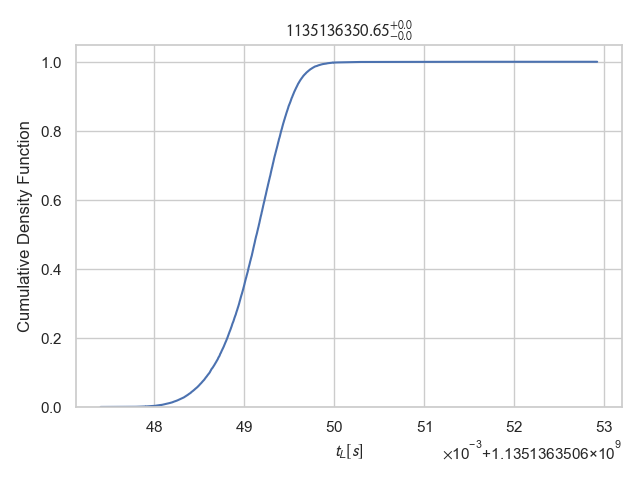 1135136350.65^{+0.0}_{-0.0}
Cumulative Density Function
1.0
0.8
0.6
0.4
0.2
0.0
48 49 50 51 52 53
t_L[s]
×10^{−3}+1.1351363506×10^{9}